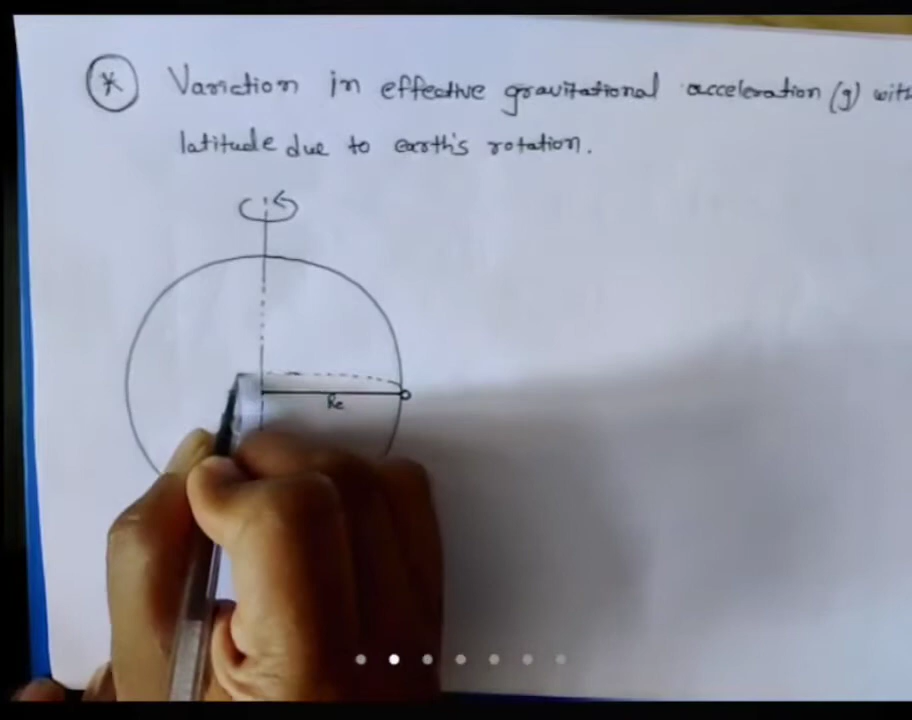 * Variction in effective gravitational acceleration (g) with
latitude due to earth's rotation.
Re